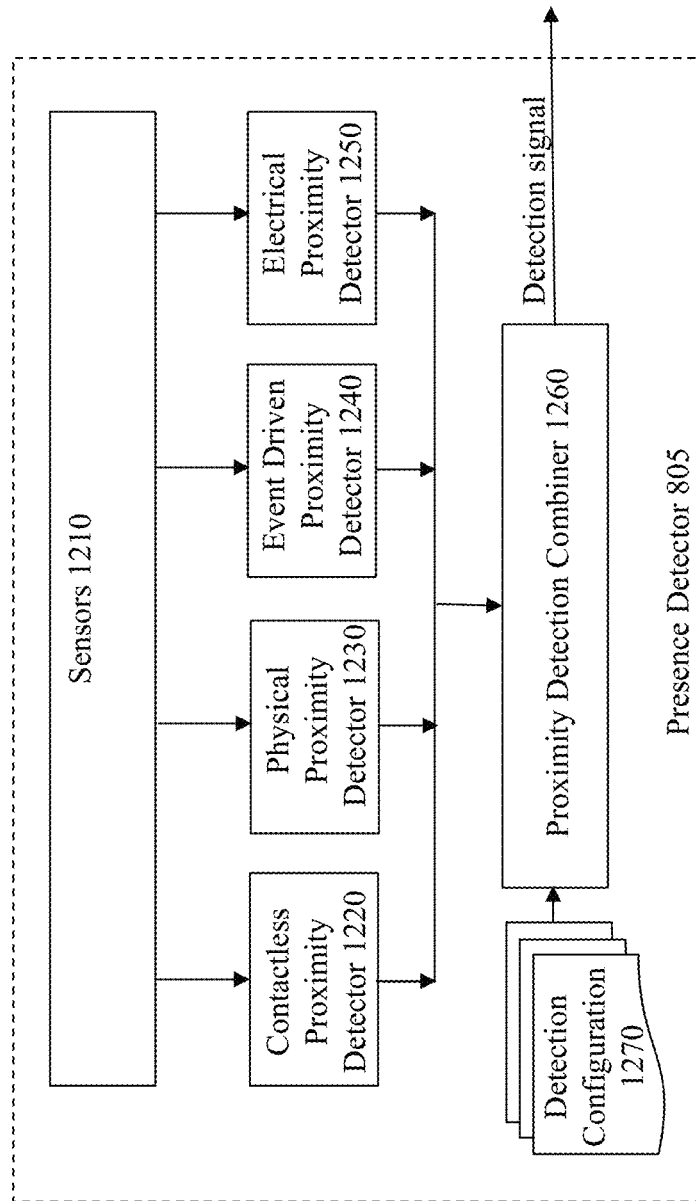 Sensors 1210
Contactless
Proximity
Detector 1220
Physical
Proximity
Detector 1230
Event Driven
Proximity
Detector 1240
Electrical
Proximity
Detector 1250
Detection
Configuration
1270
Proximity Detection Combiner 1260
Detection signal
Presence Detector 805